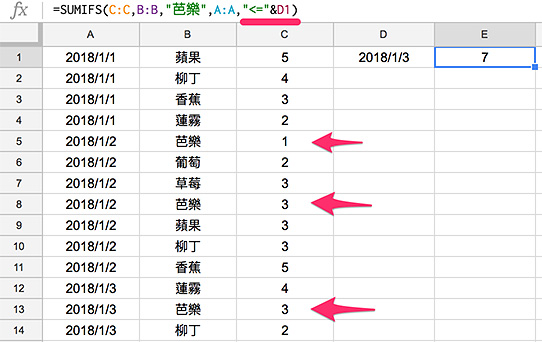 fx =SUMIFS(C:C,B:B,"芭樂",A:A,"<="&D1)
A B C D E
1 2018/1/1 蘋果 5 2018/1/3 7
2 2018/1/1 柳丁 4
3 2018/1/1 香蕉 3
4 2018/1/1 蓮霧 2
5 2018/1/2 芭樂 1
6 2018/1/2 葡萄 2
7 2018/1/2 草莓 3
8 2018/1/2 芭樂 3
9 2018/1/2 蘋果 3
10 2018/1/2 柳丁 3
11 2018/1/2 香蕉 5
12 2018/1/3 蓮霧 4
13 2018/1/3 芭樂 3
14 2018/1/3 柳丁 2